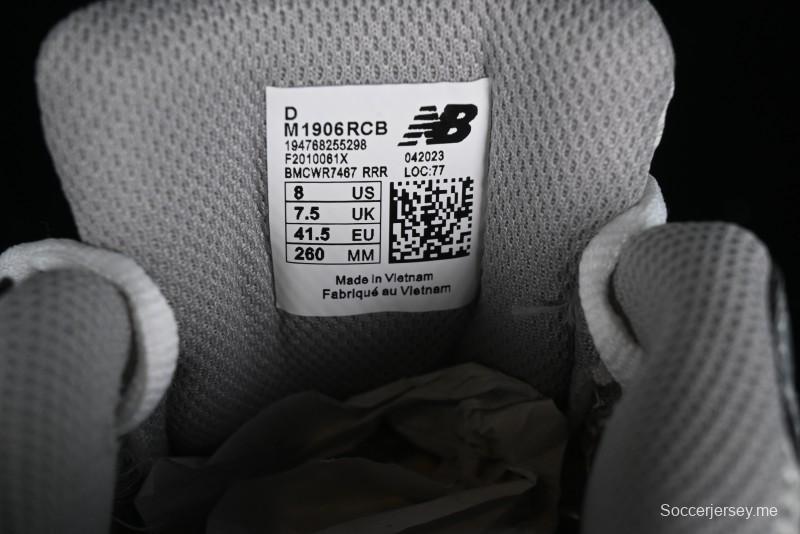 D
M1906RCB
NB
194768255298
F2010061X 042023
BMCWR7467 RRR LOC:77
8 US
7.5 UK
41.5 EU
260 MM
Made in Vietnam
Fabriqué au Vietnam
Soccerjersey.me